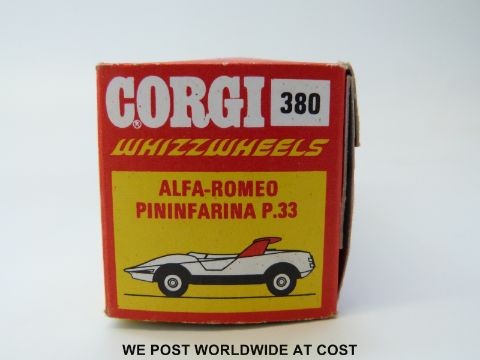 CORGI® 380
WHIZZWHEELS
ALFA-ROMEO
PININFARINA P.33
WE POST WORLDWIDE AT COST